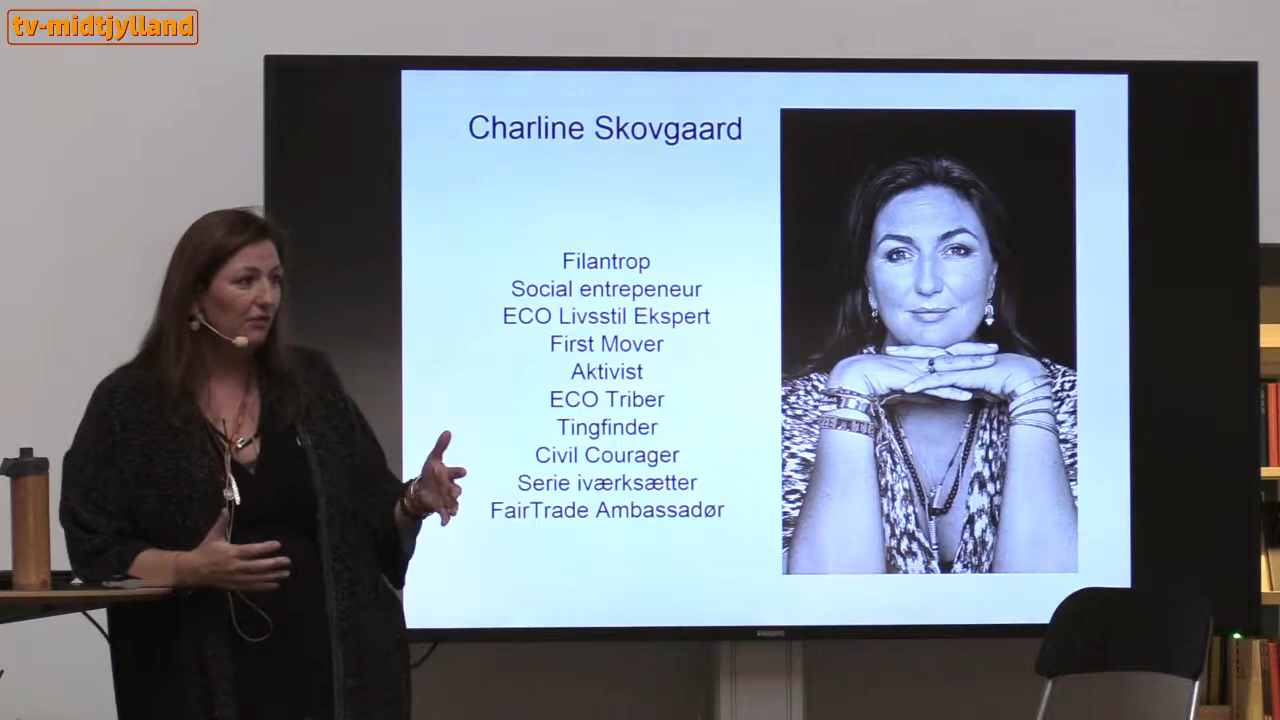 tv-midtjylland
Charline Skovgaard
Filantrop
Social entrepeneur
ECO Livsstil Ekspert
First Mover
Aktivist
ECO Triber
Tingfinder
Civil Courager
Serie iværksætter
FairTrade Ambassadør